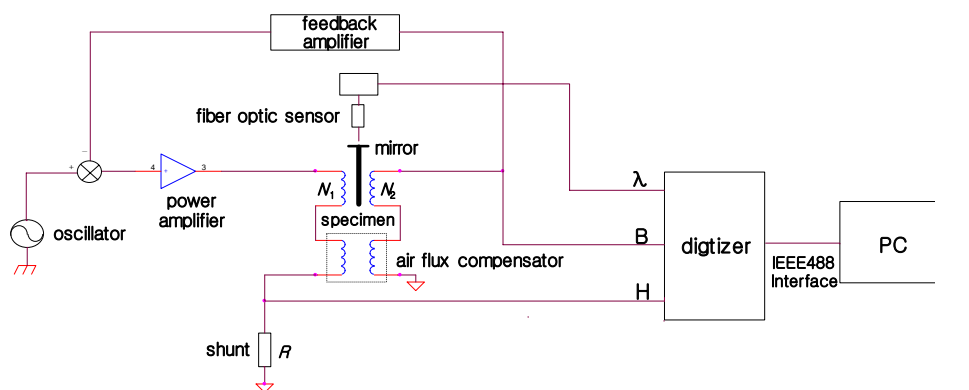 feedback
amplifier
fiber optic sensor
mirror
−
+
4
+
3
N1
N2
λ
power
amplifier
specimen
oscillator
B
digtizer
PC
air flux compensator
IEEE488
Interface
H
shunt
R